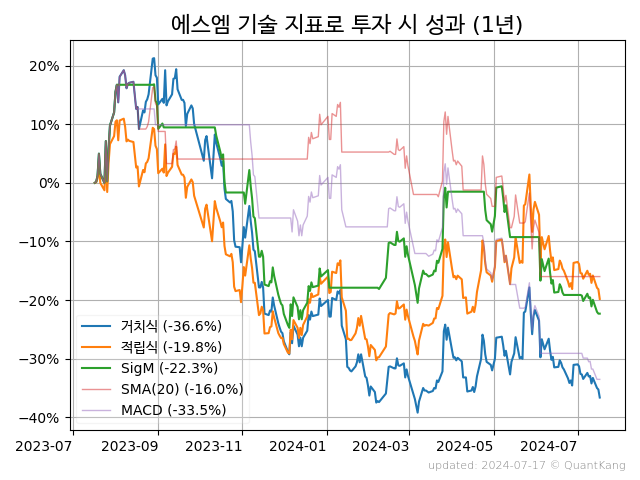 에스엠 기술 지표로 투자 시 성과 (1년)
20%
10%
0%
−10%
−20%
−30%
−40%
거치식 (-36.6%)
적립식 (-19.8%)
SigM (-22.3%)
SMA(20) (-16.0%)
MACD (-33.5%)
2023-07 2023-09 2023-11 2024-01 2024-03 2024-05 2024-07
updated: 2024-07-17 © QuantKang